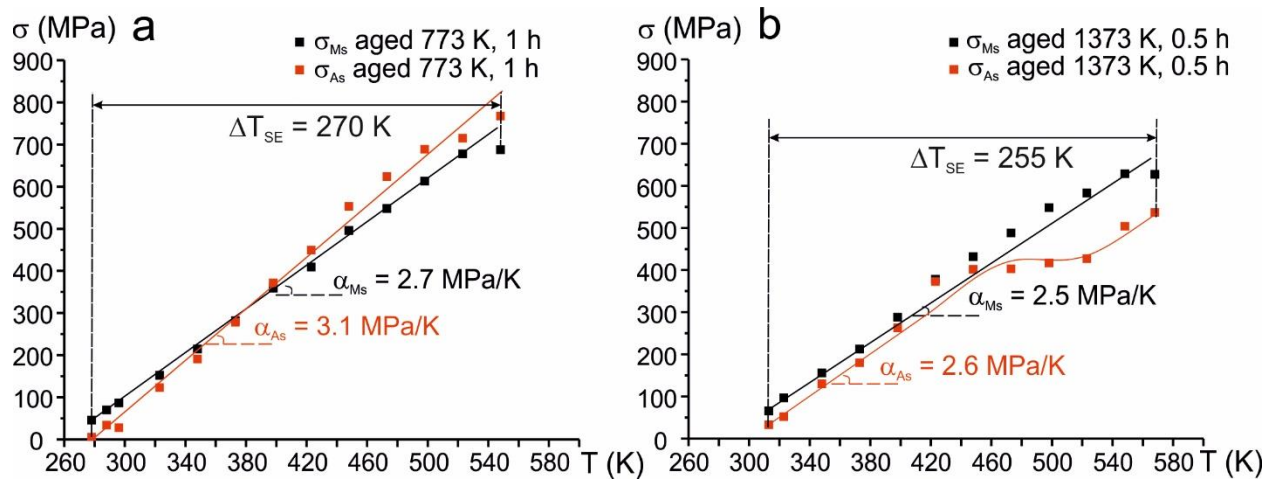 σ (MPa) a
■ σMs aged 773 K, 1 h
■ σAs aged 773 K, 1 h
900
800
700
600
500
400
300
200
100
0
ΔTSE = 270 K
αMs = 2.7 MPa/K
αAs = 3.1 MPa/K
260 300 340 380 420 460 500 540 580 T (K)
σ (MPa) b
■ σMs aged 1373 K, 0.5 h
■ σAs aged 1373 K, 0.5 h
900
800
700
600
500
400
300
200
100
0
ΔTSE = 255 K
αMs = 2.5 MPa/K
αAs = 2.6 MPa/K
260 300 340 380 420 460 500 540 580 T (K)